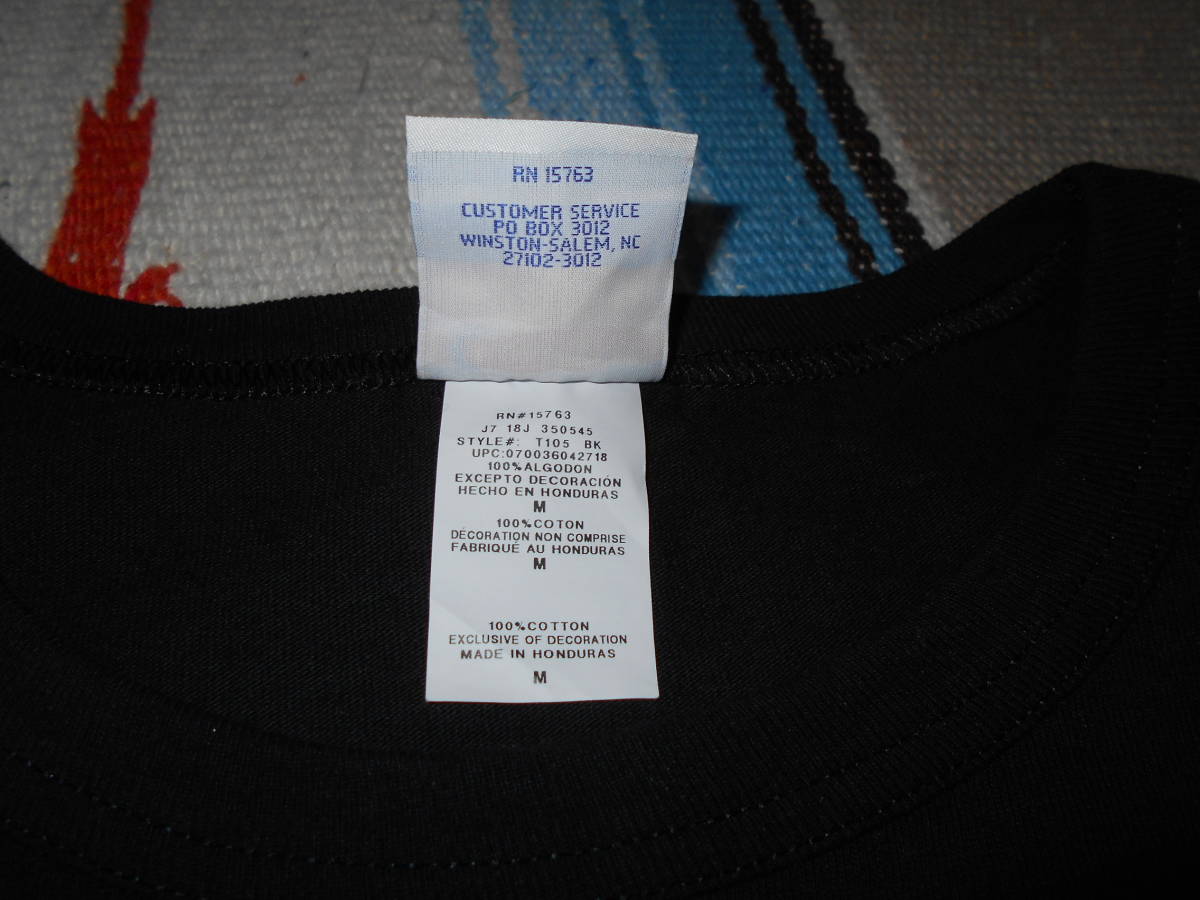 RN 15763
CUSTOMER SERVICE
PO BOX 3012
WINSTON-SALEM, NC
27102-3012
RN#15763
J7 18J 350545
STYLE#: T105 BK
UPC:070036042718
100%ALGODON
EXCEPTO DECORACIÓN
HECHO EN HONDURAS
M
100%COTON
DÉCORATION NON COMPRISE
FABRIQUÉ AU HONDURAS
M
100%COTTON
EXCLUSIVE OF DECORATION
MADE IN HONDURAS
M